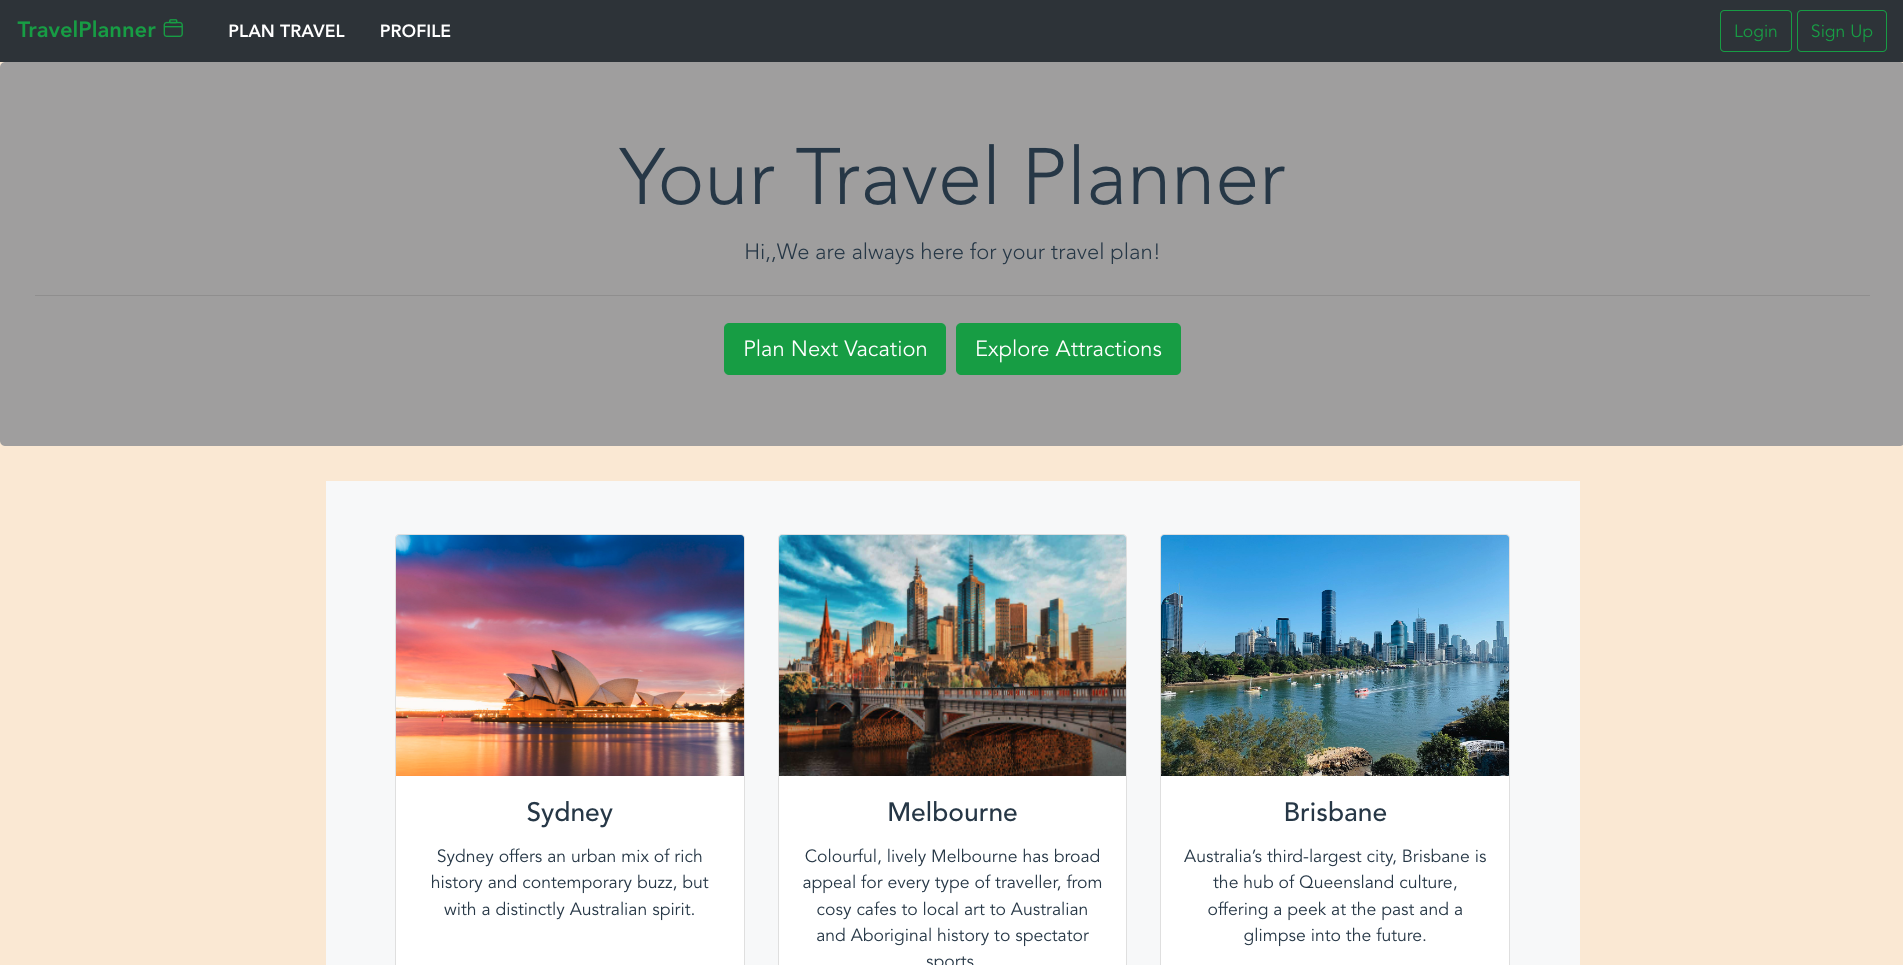 TravelPlanner
PLAN TRAVEL
PROFILE
Login
Sign Up
Your Travel Planner
Hi,,We are always here for your travel plan!
Plan Next Vacation
Explore Attractions
Sydney
Sydney offers an urban mix of rich
history and contemporary buzz, but
with a distinctly Australian spirit.
Melbourne
Colourful, lively Melbourne has broad
appeal for every type of traveller, from
cosy cafes to local art to Australian
and Aboriginal history to spectator
sports.
Brisbane
Australia’s third-largest city, Brisbane is
the hub of Queensland culture,
offering a peek at the past and a
glimpse into the future.